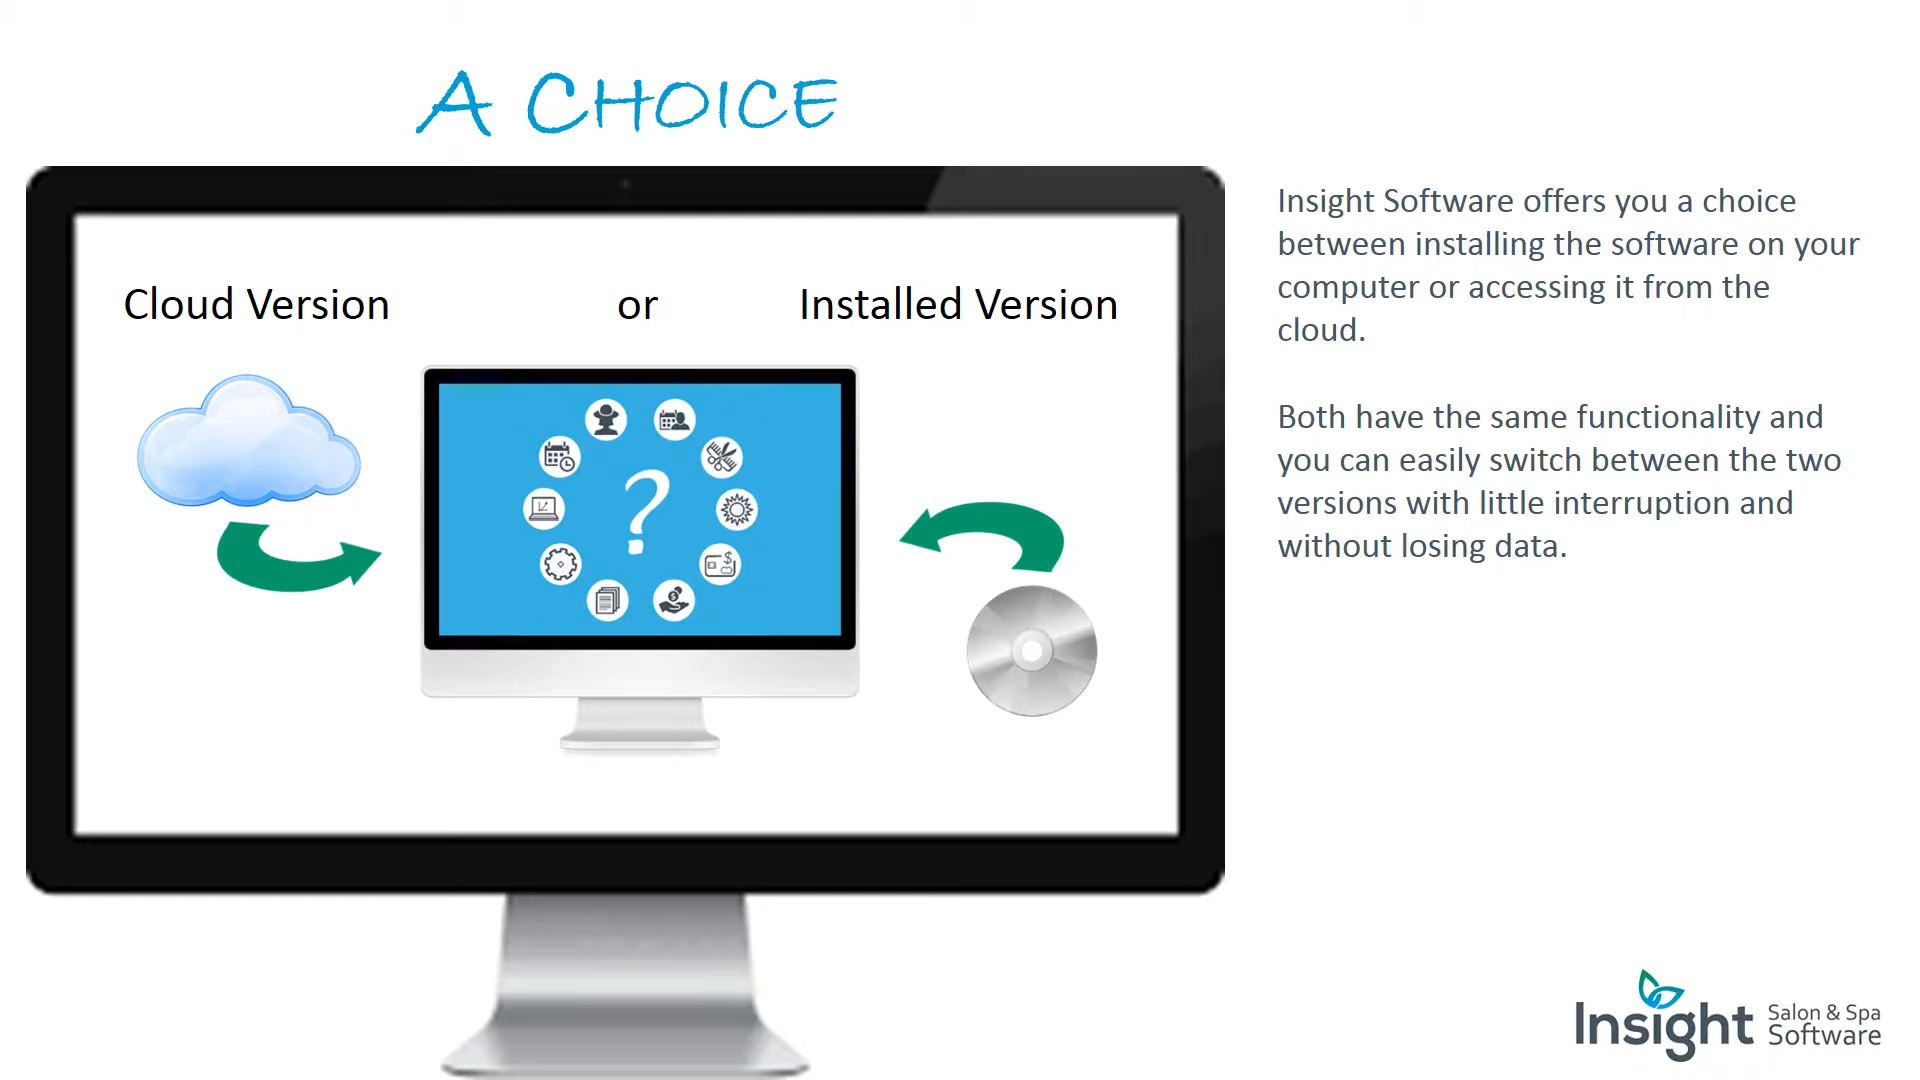 A CHOICE
Cloud Version or Installed Version
?
Insight Software offers you a choice
between installing the software on your
computer or accessing it from the
cloud.
Both have the same functionality and
you can easily switch between the two
versions with little interruption and
without losing data.
Insight Salon & Spa
Software